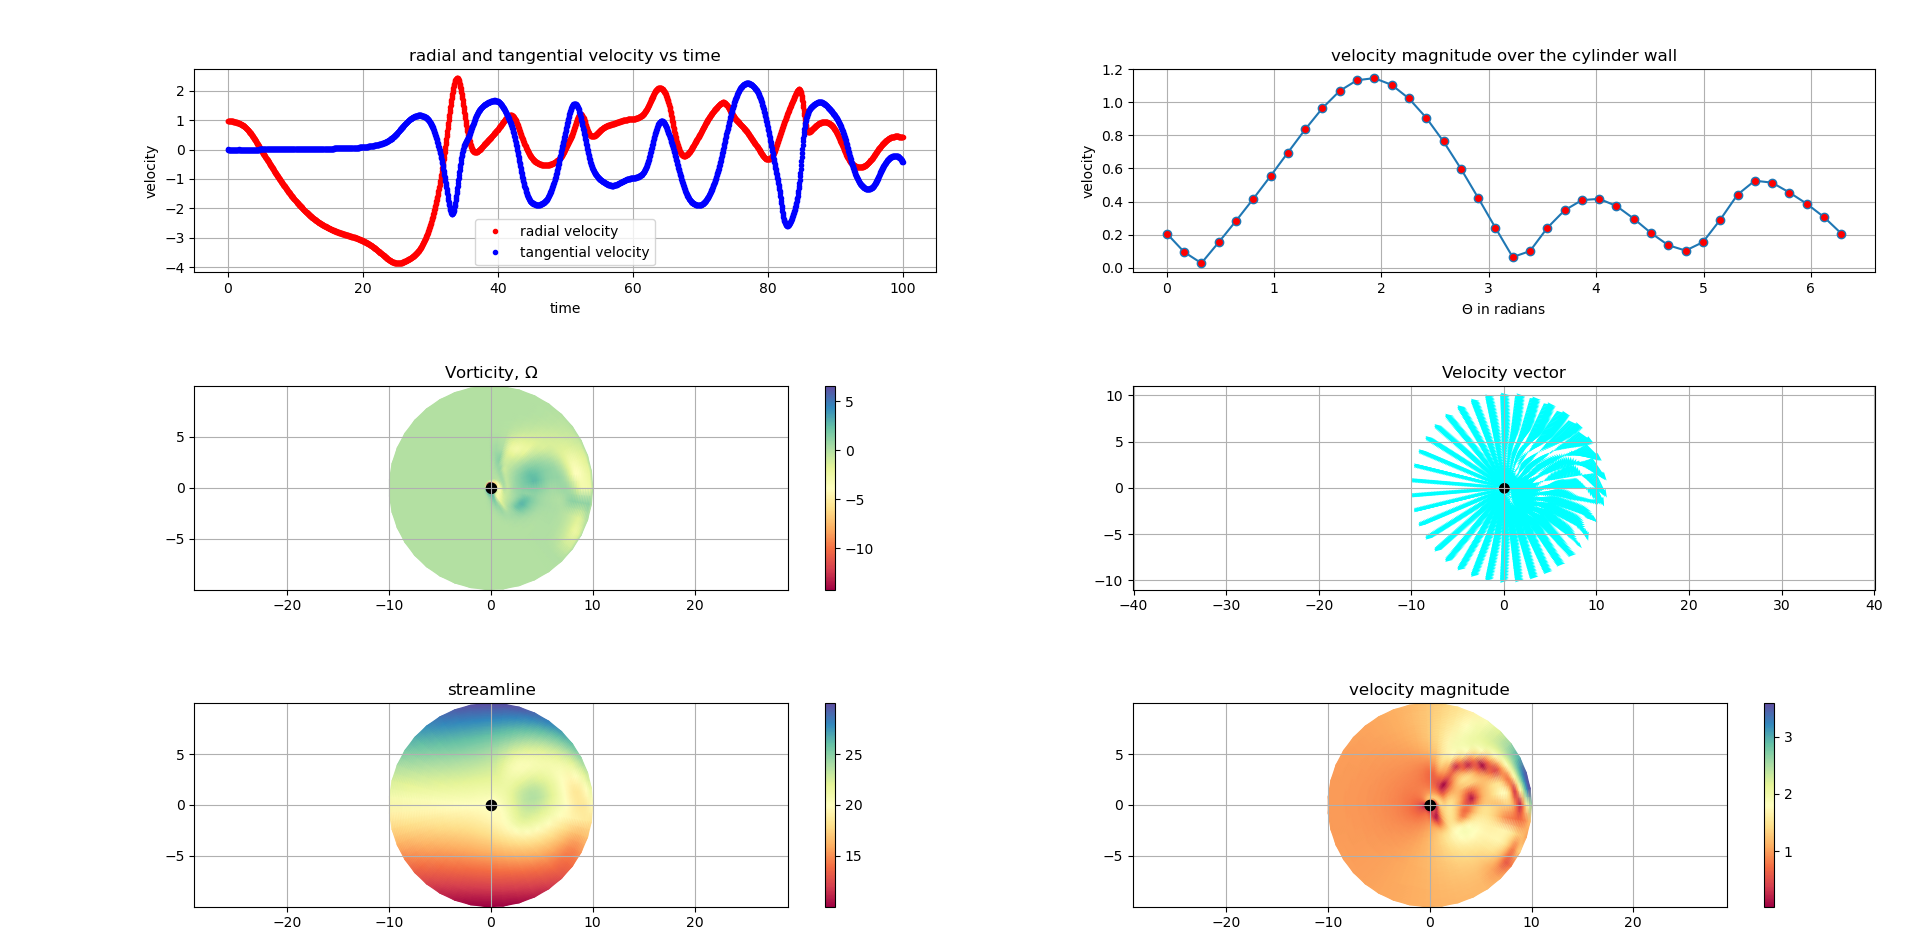 radial and tangential velocity vs time
velocity
2
1
0
−1
−2
−3
−4
radial velocity
tangential velocity
0 20 40 60 80 100
time
velocity magnitude over the cylinder wall
velocity
1.2
1.0
0.8
0.6
0.4
0.2
0.0
0 1 2 3 4 5 6
Θ in radians
Vorticity, Ω
5
0
−5
−20 −10 0 10 20
5
0
−5
−10
Velocity vector
10
5
0
−5
−10
−40 −30 −20 −10 0 10 20 30 40
streamline
5
0
−5
−20 −10 0 10 20
25
20
15
velocity magnitude
5
0
−5
−20 −10 0 10 20
3
2
1